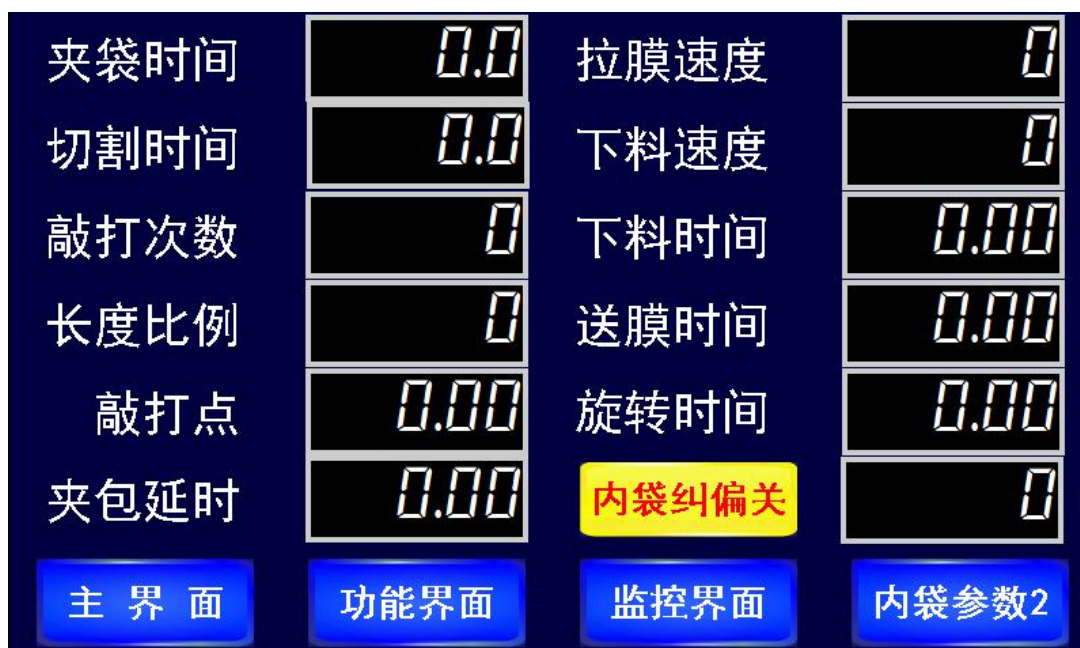 夹袋时间 0.0 拉膜速度 0
切割时间 0.0 下料速度 0
敲打次数 0 下料时间 0.00
长度比例 0 送膜时间 0.00
敲打点 0.00 旋转时间 0.00
夹包延时 0.00 内袋纠偏关 0
主 界 面 功能界面 监控界面 内袋参数2